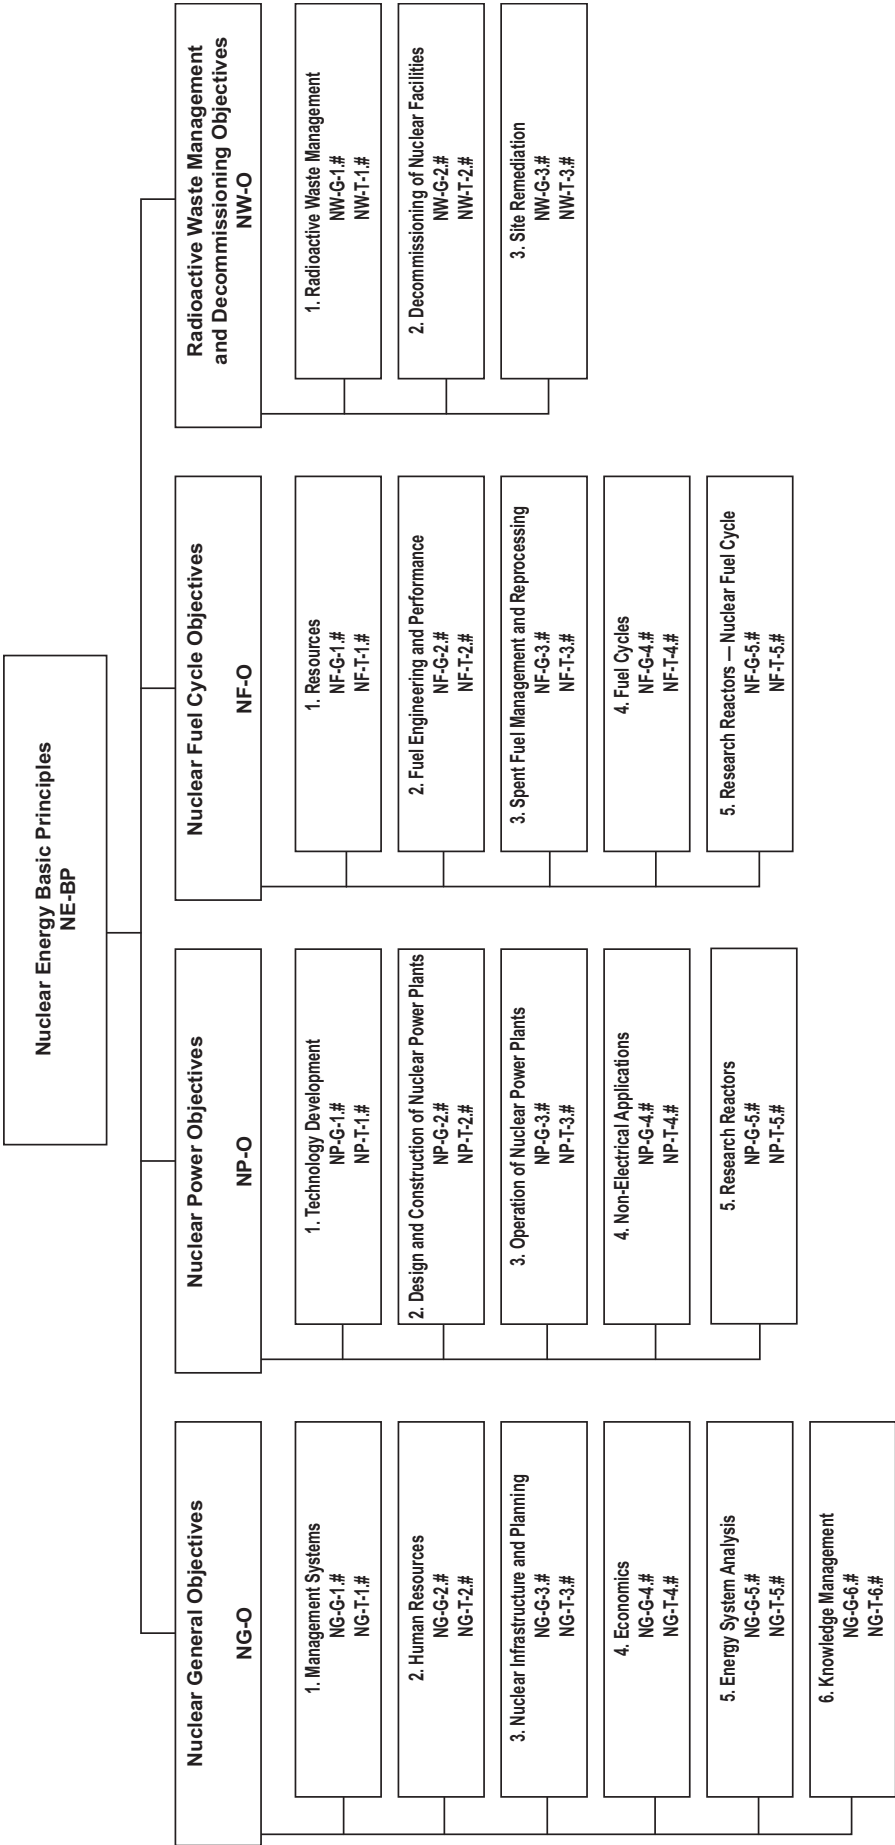 Nuclear Energy Basic Principles
NE-BP
Nuclear General Objectives
NG-O
1. Management Systems
NG-G-1.#
NG-T-1.#
2. Human Resources
NG-G-2.#
NG-T-2.#
3. Nuclear Infrastructure and Planning
NG-G-3.#
NG-T-3.#
4. Economics
NG-G-4.#
NG-T-4.#
5. Energy System Analysis
NG-G-5.#
NG-T-5.#
6. Knowledge Management
NG-G-6.#
NG-T-6.#
Nuclear Power Objectives
NP-O
1. Technology Development
NP-G-1.#
NP-T-1.#
2. Design and Construction of Nuclear Power Plants
NP-G-2.#
NP-T-2.#
3. Operation of Nuclear Power Plants
NP-G-3.#
NP-T-3.#
4. Non-Electrical Applications
NP-G-4.#
NP-T-4.#
5. Research Reactors
NP-G-5.#
NP-T-5.#
Nuclear Fuel Cycle Objectives
NF-O
1. Resources
NF-G-1.#
NF-T-1.#
2. Fuel Engineering and Performance
NF-G-2.#
NF-T-2.#
3. Spent Fuel Management and Reprocessing
NF-G-3.#
NF-T-3.#
4. Fuel Cycles
NF-G-4.#
NF-T-4.#
5. Research Reactors — Nuclear Fuel Cycle
NF-G-5.#
NF-T-5.#
Radioactive Waste Management
and Decommissioning Objectives
NW-O
1. Radioactive Waste Management
NW-G-1.#
NW-T-1.#
2. Decommissioning of Nuclear Facilities
NW-G-2.#
NW-T-2.#
3. Site Remediation
NW-G-3.#
NW-T-3.#